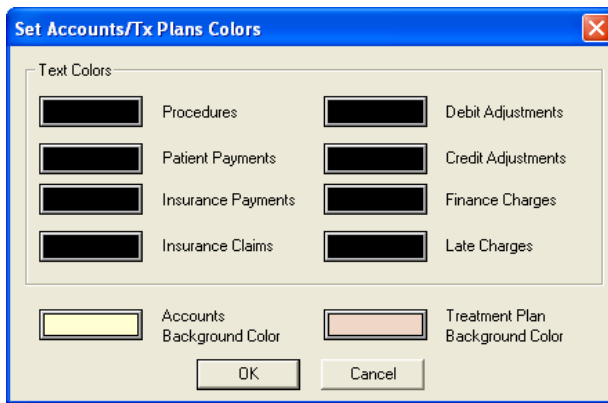 Set Accounts/Tx Plans Colors
Text Colors
Procedures
Debit Adjustments
Patient Payments
Credit Adjustments
Insurance Payments
Finance Charges
Insurance Claims
Late Charges
Accounts
Background Color
Treatment Plan
Background Color
OK
Cancel